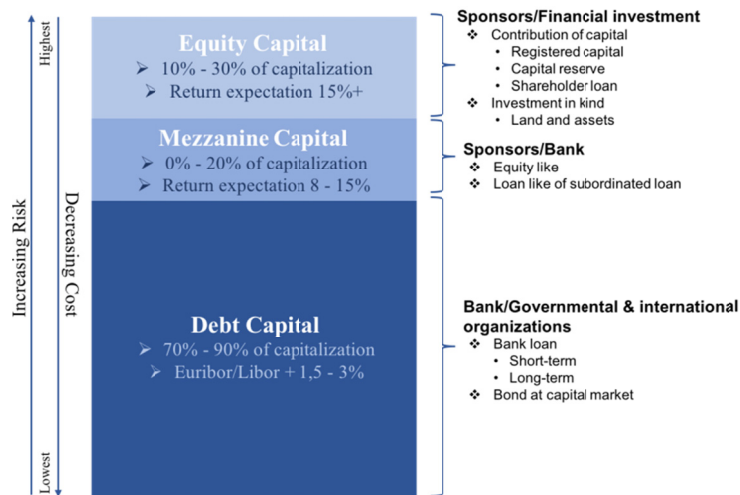 Highest
Increasing Risk
Lowest
Decreasing Cost
Equity Capital
➢ 10% - 30% of capitalization
➢ Return expectation 15%+
Mezzanine Capital
➢ 0% - 20% of capitalization
➢ Return expectation 8 - 15%
Debt Capital
➢ 70% - 90% of capitalization
➢ Euribor/Libor + 1,5 - 3%
Sponsors/Financial investment
❖ Contribution of capital
• Registered capital
• Capital reserve
• Shareholder loan
❖ Investment in kind
• Land and assets
Sponsors/Bank
❖ Equity like
❖ Loan like of subordinated loan
Bank/Governmental & international
organizations
❖ Bank loan
• Short-term
• Long-term
❖ Bond at capital market